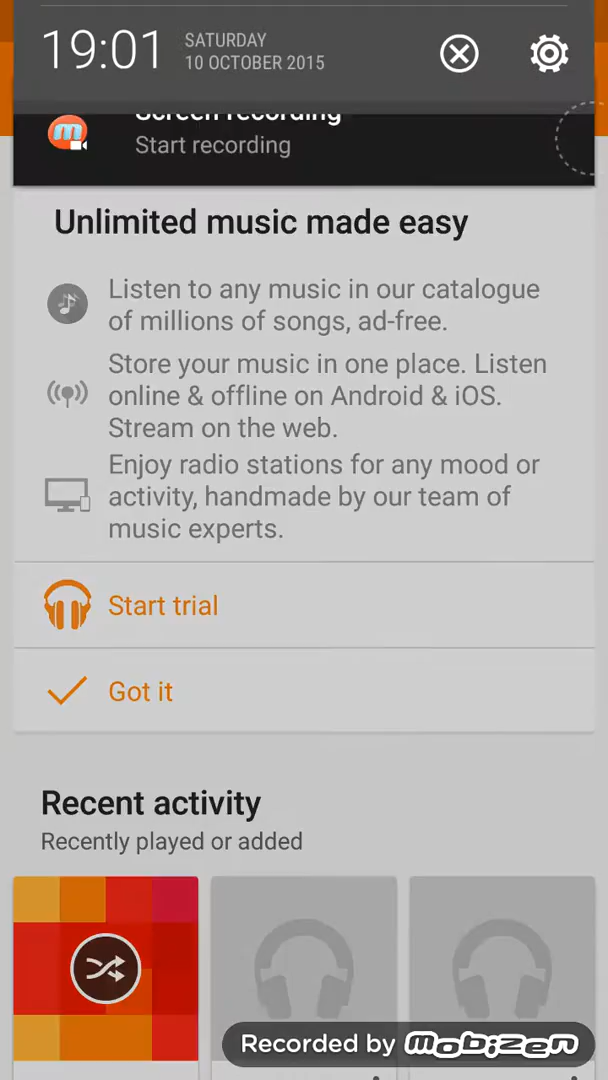 19:01
SATURDAY
10 OCTOBER 2015
Screen recording
Start recording
Unlimited music made easy
Listen to any music in our catalogue
of millions of songs, ad-free.
Store your music in one place. Listen
online & offline on Android & iOS.
Stream on the web.
Enjoy radio stations for any mood or
activity, handmade by our team of
music experts.
Start trial
Got it
Recent activity
Recently played or added
Recorded by mobizen